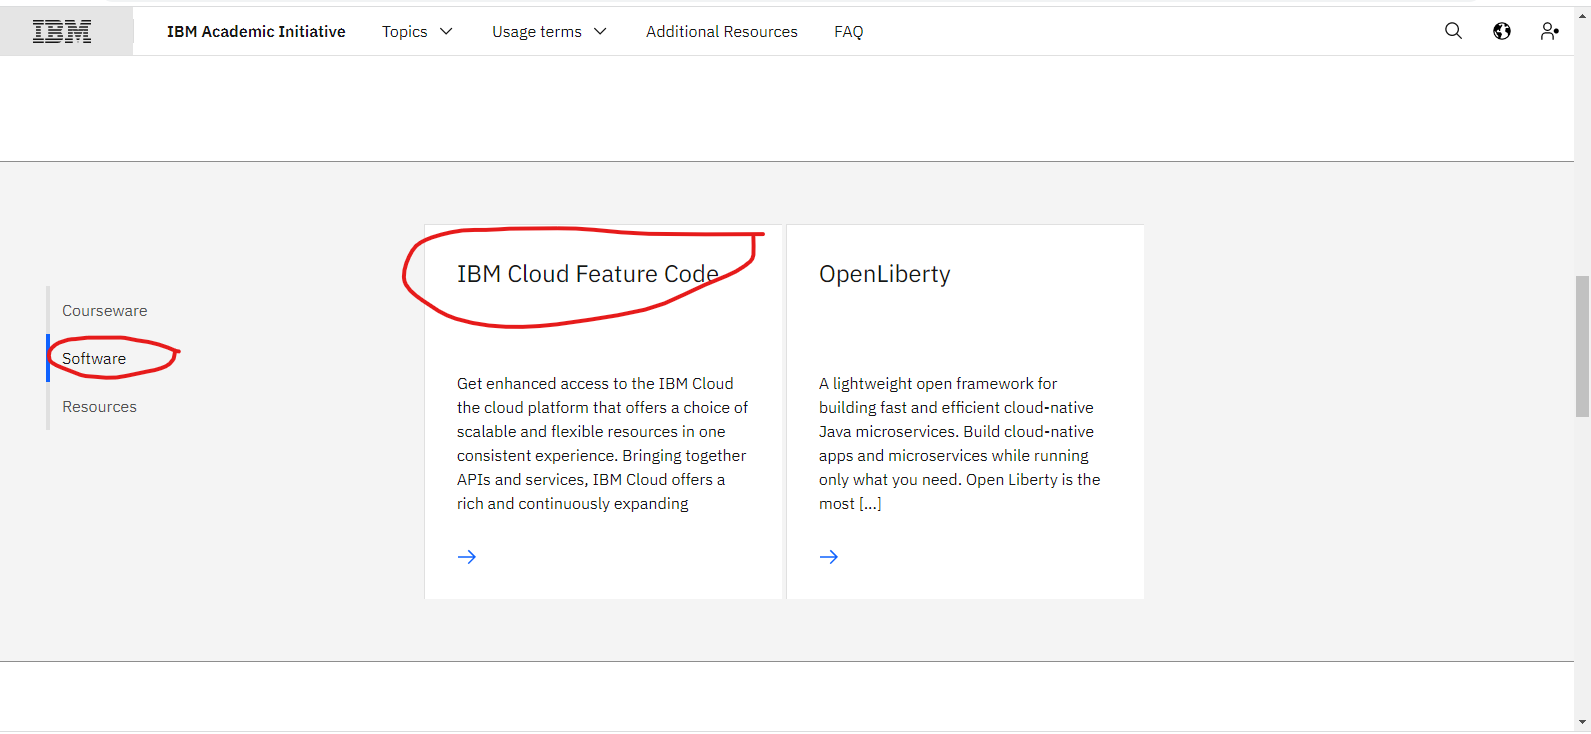 IBM
IBM Academic Initiative
Topics
Usage terms
Additional Resources
FAQ
Courseware
Software
Resources
IBM Cloud Feature Code
Get enhanced access to the IBM Cloud
the cloud platform that offers a choice of
scalable and flexible resources in one
consistent experience. Bringing together
APIs and services, IBM Cloud offers a
rich and continuously expanding
OpenLiberty
A lightweight open framework for
building fast and efficient cloud-native
Java microservices. Build cloud-native
apps and microservices while running
only what you need. Open Liberty is the
most [...]